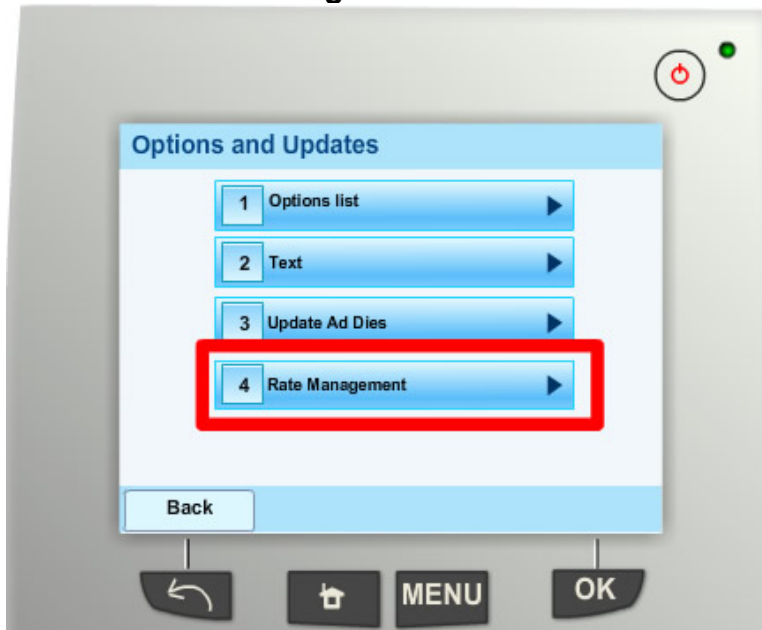 Options and Updates
1 Options list
2 Text
3 Update Ad Dies
4 Rate Management
Back
MENU
OK